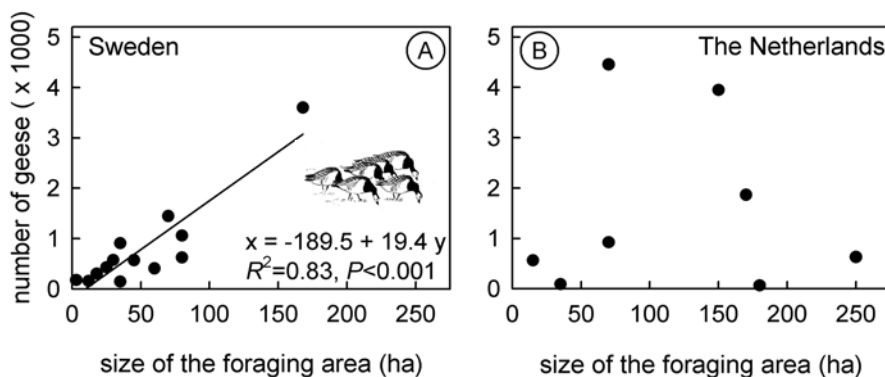 Sweden
A
number of geese ( x 1000)
5
4
3
2
1
0
x = -189.5 + 19.4 y
R²=0.83, P<0.001
0 50 100 150 200 250
size of the foraging area (ha)
B
The Netherlands
5
4
3
2
1
0
0 50 100 150 200 250
size of the foraging area (ha)